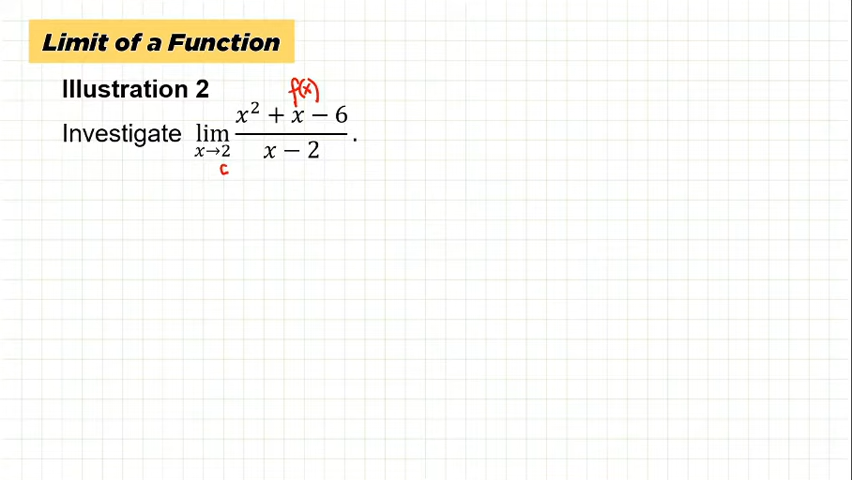 Limit of a Function
Illustration 2
f(x)
Investigate lim x→2 (x² + x − 6)/(x − 2).
c